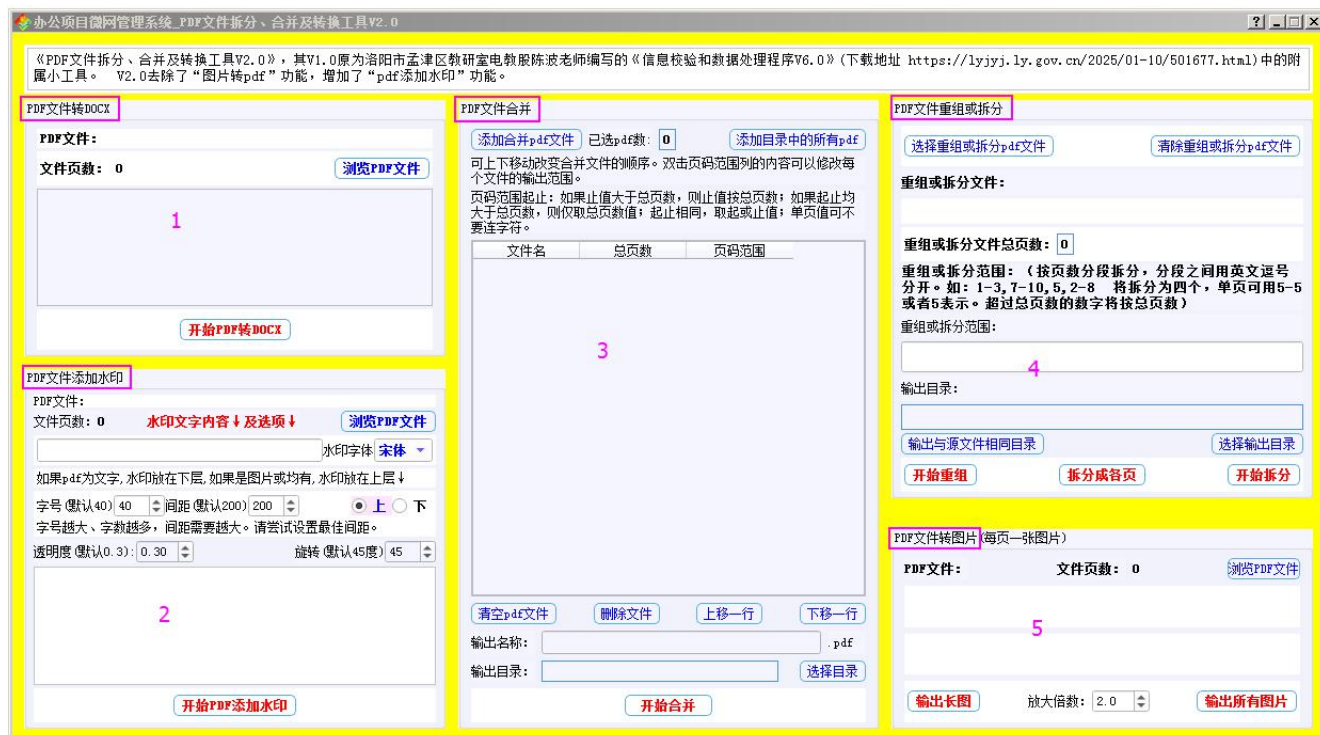 办公项目微网管理系统_PDF文件拆分、合并及转换工具V2.0
《PDF文件拆分、合并及转换工具V2.0》，其V1.0原为洛阳市孟津区教研室电教股陈波老师编写的《信息校验和数据处理程序V6.0》(下载地址 https://lyjyj.ly.gov.cn/2025/01-10/501677.html)中的附
属小工具。 V2.0去除了“图片转pdf”功能，增加了“pdf添加水印”功能。
PDF文件转DOCX
PDF文件：
文件页数： 0 浏览PDF文件
1
开始PDF转DOCX
PDF文件添加水印
PDF文件：
文件页数：0 水印文字内容↓及选项↓ 浏览PDF文件
水印字体 宋体
如果pdf为文字,水印放在下层,如果是图片或均有,水印放在上层↓
字号(默认40) 40 间距(默认200) 200 上 下
字号越大、字数越多，间距需要越大。请尝试设置最佳间距。
透明度(默认0.3): 0.30 旋转(默认45度) 45
2
开始PDF添加水印
PDF文件合并
添加合并pdf文件 已选pdf数: 0 添加目录中的所有pdf
可上下移动改变合并文件的顺序。双击页码范围列的内容可以修改每
个文件的输出范围。
页码范围起止：如果止值大于总页数，则止值按总页数；如果起止均
大于总页数，则仅取总页数值；起止相同，取起或止值；单页值可不
要连字符。
文件名 总页数 页码范围
3
清空pdf文件 删除文件 上移一行 下移一行
输出名称： .pdf
输出目录： 选择目录
开始合并
PDF文件重组或拆分
选择重组或拆分pdf文件 清除重组或拆分pdf文件
重组或拆分文件：
重组或拆分文件总页数： 0
重组或拆分范围：（按页数分段拆分，分段之间用英文逗号
分开。如：1-3,7-10,5,2-8 将拆分为四个，单页可用5-5
或者5表示。超过总页数的数字将按总页数）
重组或拆分范围：
4
输出目录：
输出与源文件相同目录 选择输出目录
开始重组 拆分成各页 开始拆分
PDF文件转图片(每页一张图片)
PDF文件： 文件页数： 0 浏览PDF文件
5
输出长图 放大倍数： 2.0 输出所有图片